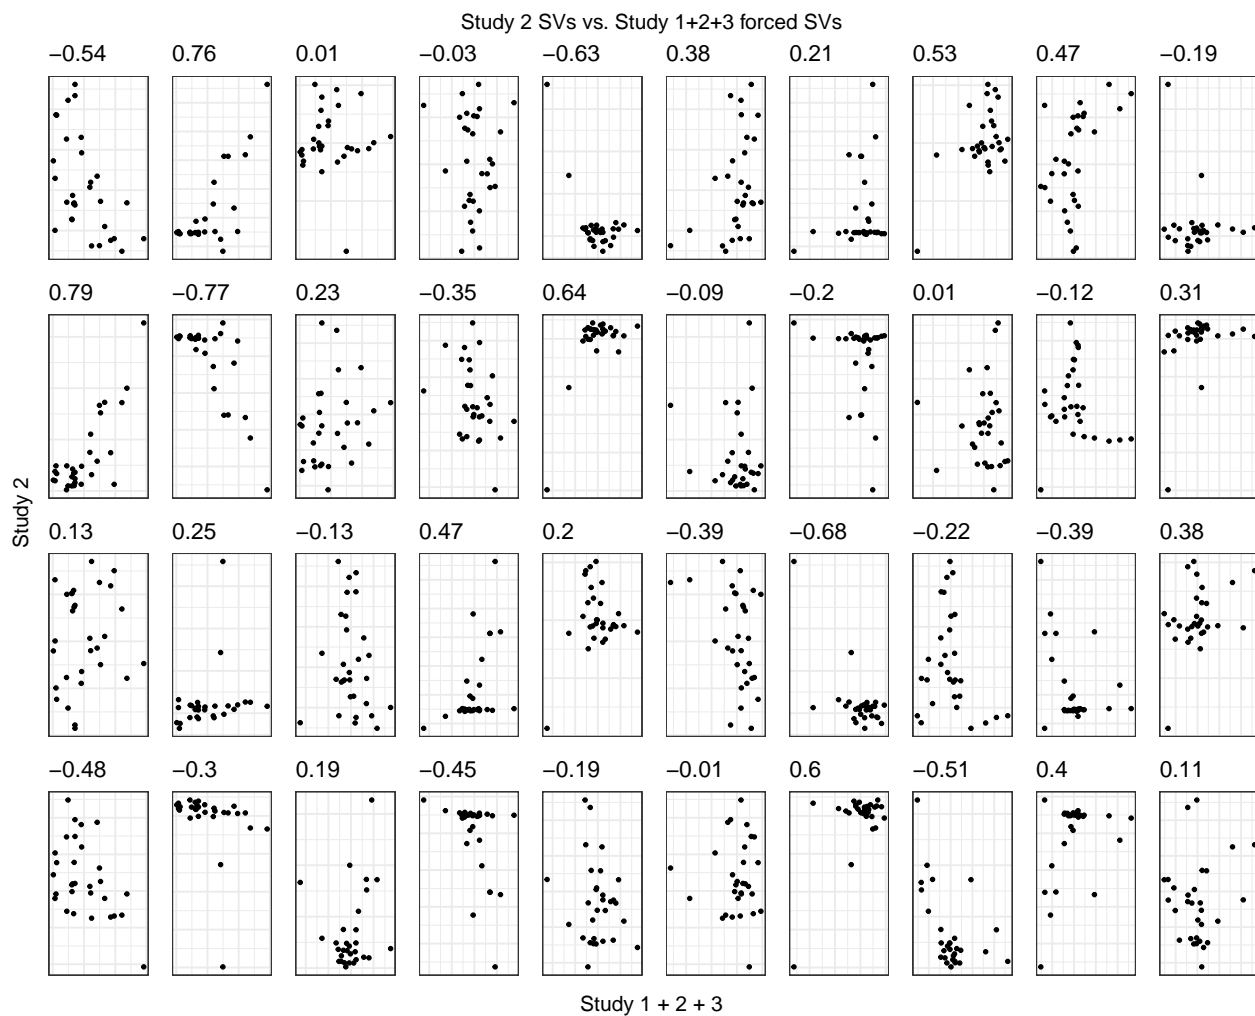 Study 2 SVs vs. Study 1+2+3 forced SVs
−0.54 0.76 0.01 −0.03 −0.63 0.38 0.21 0.53 0.47 −0.19
0.79 −0.77 0.23 −0.35 0.64 −0.09 −0.2 0.01 −0.12 0.31
Study 2
0.13 0.25 −0.13 0.47 0.2 −0.39 −0.68 −0.22 −0.39 0.38
−0.48 −0.3 0.19 −0.45 −0.19 −0.01 0.6 −0.51 0.4 0.11
Study 1 + 2 + 3